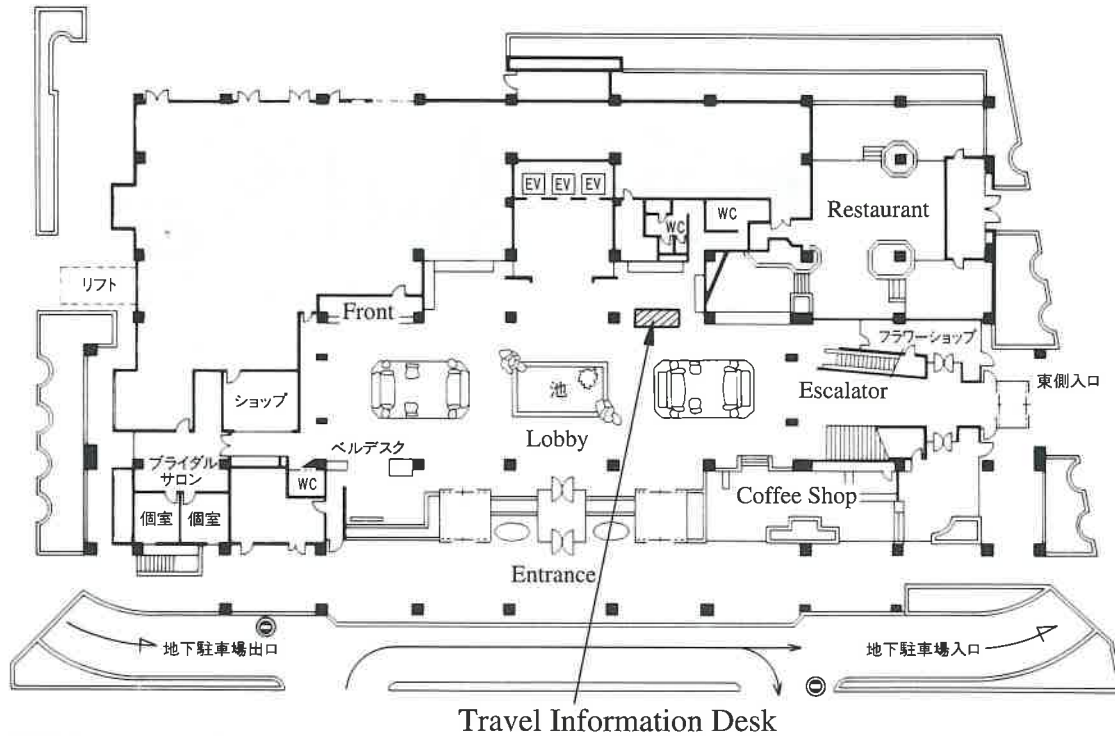 EV EV EV
WC
WC
Restaurant
リフト
Front
フラワーショップ
東側入口
ショップ
池
Escalator
Lobby
ベルデスク
ブライダル
サロン
WC
Coffee Shop
個室 個室
Entrance
地下駐車場出口
地下駐車場入口
Travel Information Desk